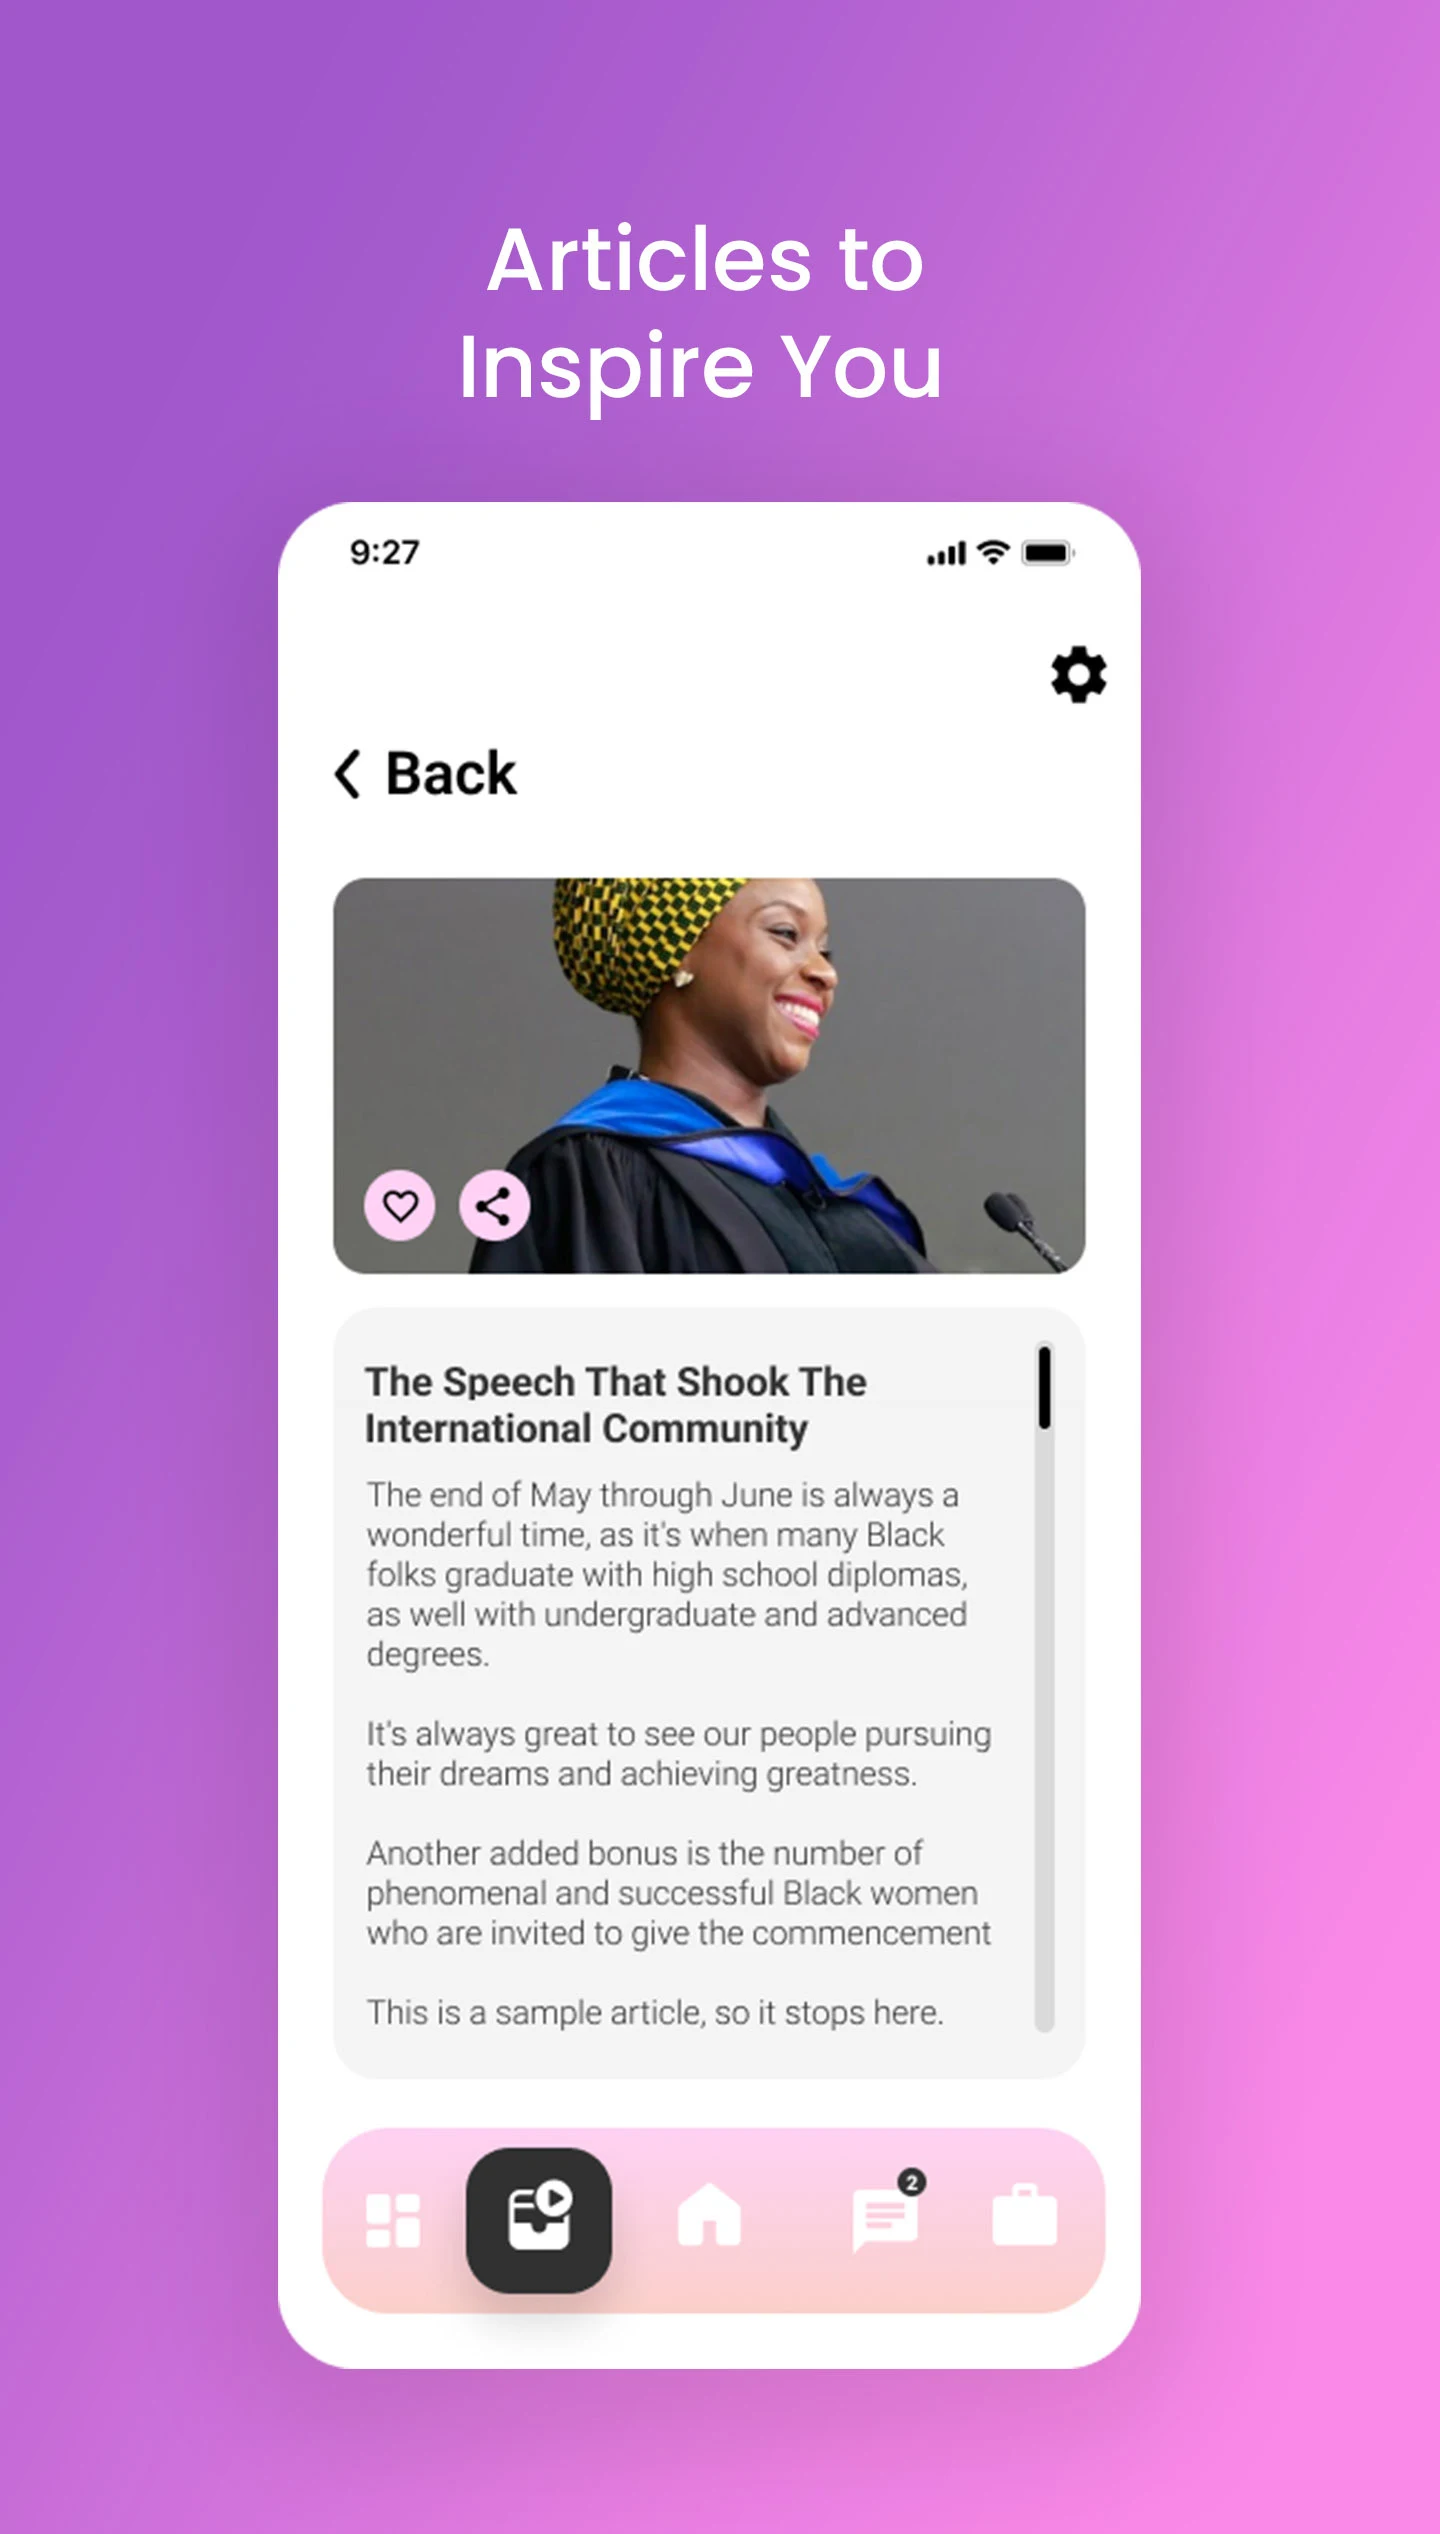 Articles to
Inspire You
9:27
Back
The Speech That Shook The
International Community
The end of May through June is always a
wonderful time, as it's when many Black
folks graduate with high school diplomas,
as well with undergraduate and advanced
degrees.
It's always great to see our people pursuing
their dreams and achieving greatness.
Another added bonus is the number of
phenomenal and successful Black women
who are invited to give the commencement
This is a sample article, so it stops here.
2